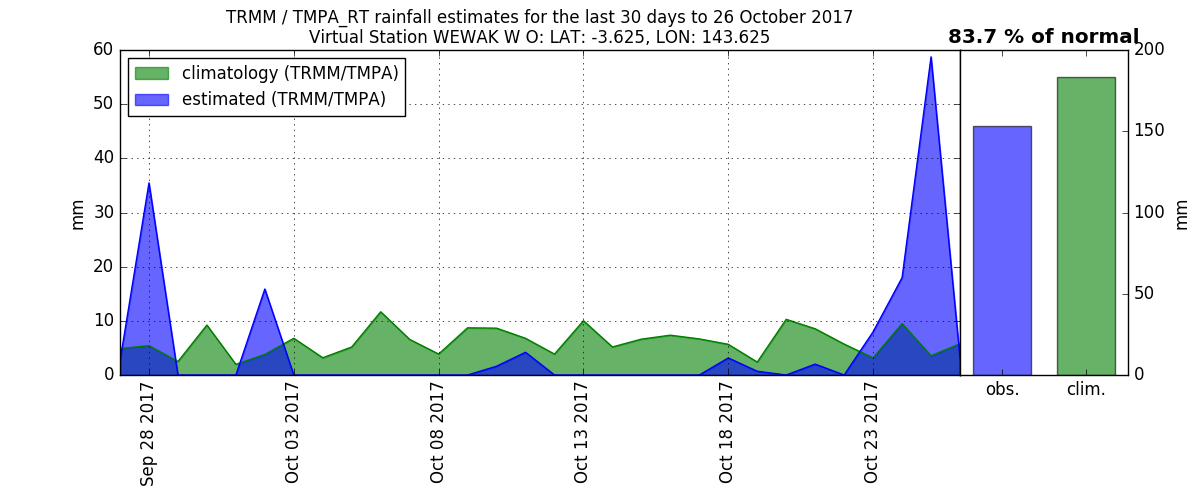 TRMM / TMPA_RT rainfall estimates for the last 30 days to 26 October 2017
Virtual Station WEWAK W O: LAT: -3.625, LON: 143.625
83.7 % of normal
climatology (TRMM/TMPA)
estimated (TRMM/TMPA)
60
50
40
30
20
10
0
mm
Sep 28 2017
Oct 03 2017
Oct 08 2017
Oct 13 2017
Oct 18 2017
Oct 23 2017
200
150
100
50
0
mm
obs.
clim.